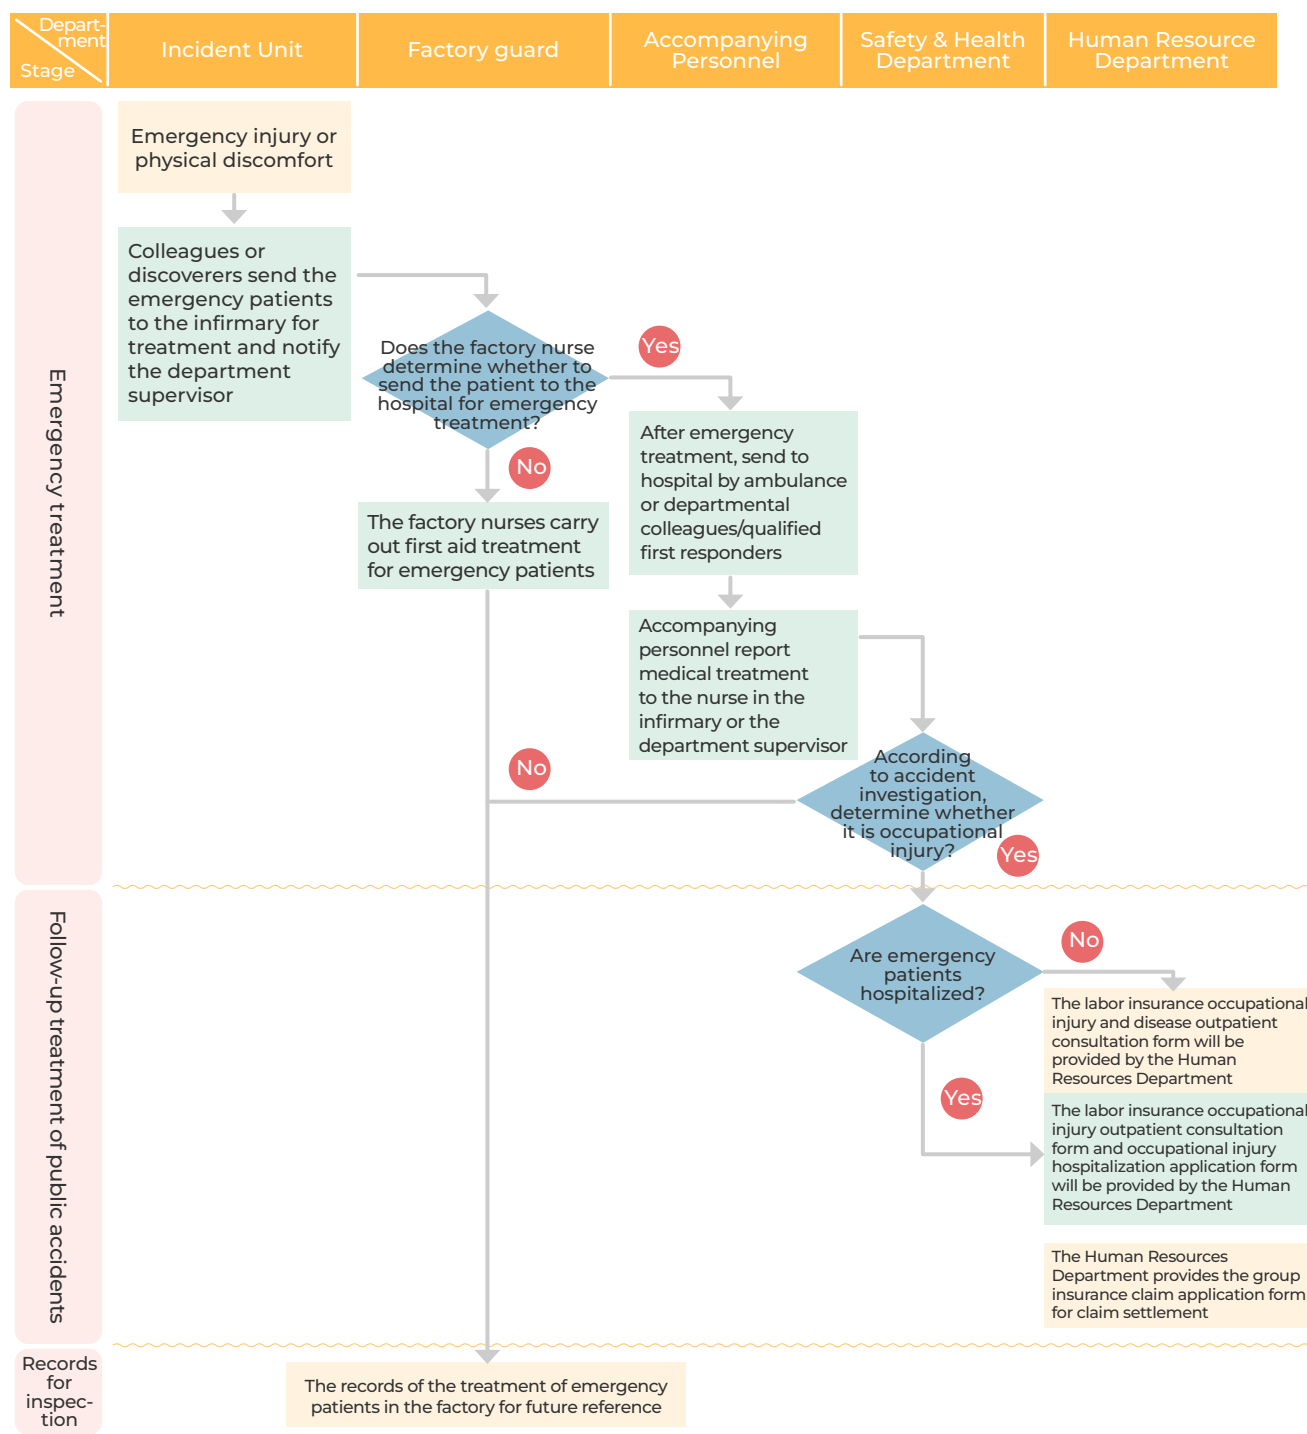 Depart-
ment
Stage
Incident Unit
Factory guard
Accompanying
Personnel
Safety & Health
Department
Human Resource
Department
Emergency treatment
Emergency injury or
physical discomfort
Colleagues or
discoverers send the
emergency patients
to the infirmary for
treatment and notify
the department
supervisor
Does the factory nurse
determine whether to
send the patient to the
hospital for emergency
treatment?
Yes
No
After emergency
treatment, send to
hospital by ambulance
or departmental
colleagues/qualified
first responders
The factory nurses carry
out first aid treatment
for emergency patients
Accompanying
personnel report
medical treatment
to the nurse in the
infirmary or the
department supervisor
No
According
to accident
investigation,
determine whether
it is occupational
injury?
Yes
Follow-up treatment of public accidents
Are emergency
patients
hospitalized?
No
The labor insurance occupational
injury and disease outpatient
consultation form will be
provided by the Human
Resources Department
Yes
The labor insurance occupational
injury outpatient consultation
form and occupational injury
hospitalization application form
will be provided by the Human
Resources Department
The Human Resources
Department provides the group
insurance claim application form
for claim settlement
Records
for
inspec-
tion
The records of the treatment of emergency
patients in the factory for future reference